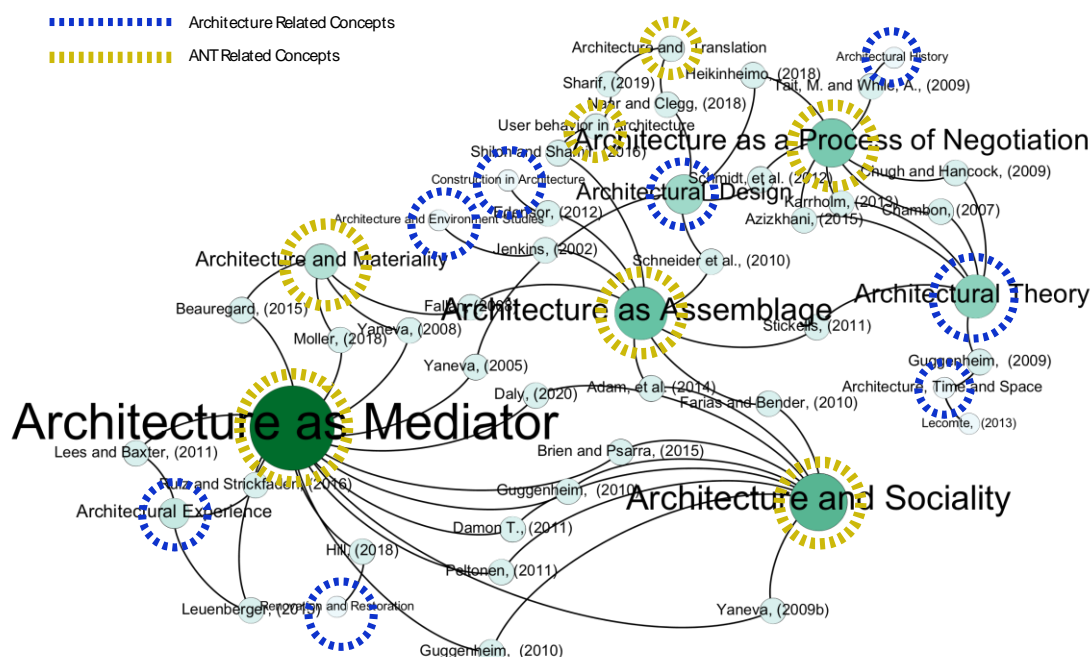 Architecture Related Concepts
ANT Related Concepts
Architecture and Translation
Architectural History
Heikinheimo (2018)
Sharif, (2019)
Tait, M. and While, A., (2009)
Naar and Clegg, (2018)
User behavior in Architecture
Architecture as a Process of Negotiation
Shilon and Shamir (2016)
Chugh and Hancock, (2009)
Construction in Architecture
Schmidt, et al. (2012)
Architectural Design
Karrholm, (2013)
Chambon, (2007)
Edensor, (2012)
Architecture and Environment Studies
Azizkhani, (2015)
Jenkins, (2002)
Architecture and Materiality
Schneider et al., (2010)
Architectural Theory
Beauregard, (2015)
Fallan, (2008)
Architecture as Assemblage
Stickells, (2011)
Yaneva, (2008)
Moller, (2018)
Guggenheim, (2009)
Yaneva, (2005)
Adam, et al. (2014)
Architecture, Time and Space
Daly, (2020)
Farias and Bender, (2010)
Architecture as Mediator
Lecomte, (2013)
Lees and Baxter, (2011)
Brien and Psarra, (2015)
Ruiz and Strickfaden, (2016)
Guggenheim, (2010)
Architecture and Sociality
Architectural Experience
Damon T., (2011)
Hill, (2018)
Peltonen, (2011)
Leuenberger, (2015)
Renovation and Restoration
Yaneva, (2009b)
Guggenheim, (2010)